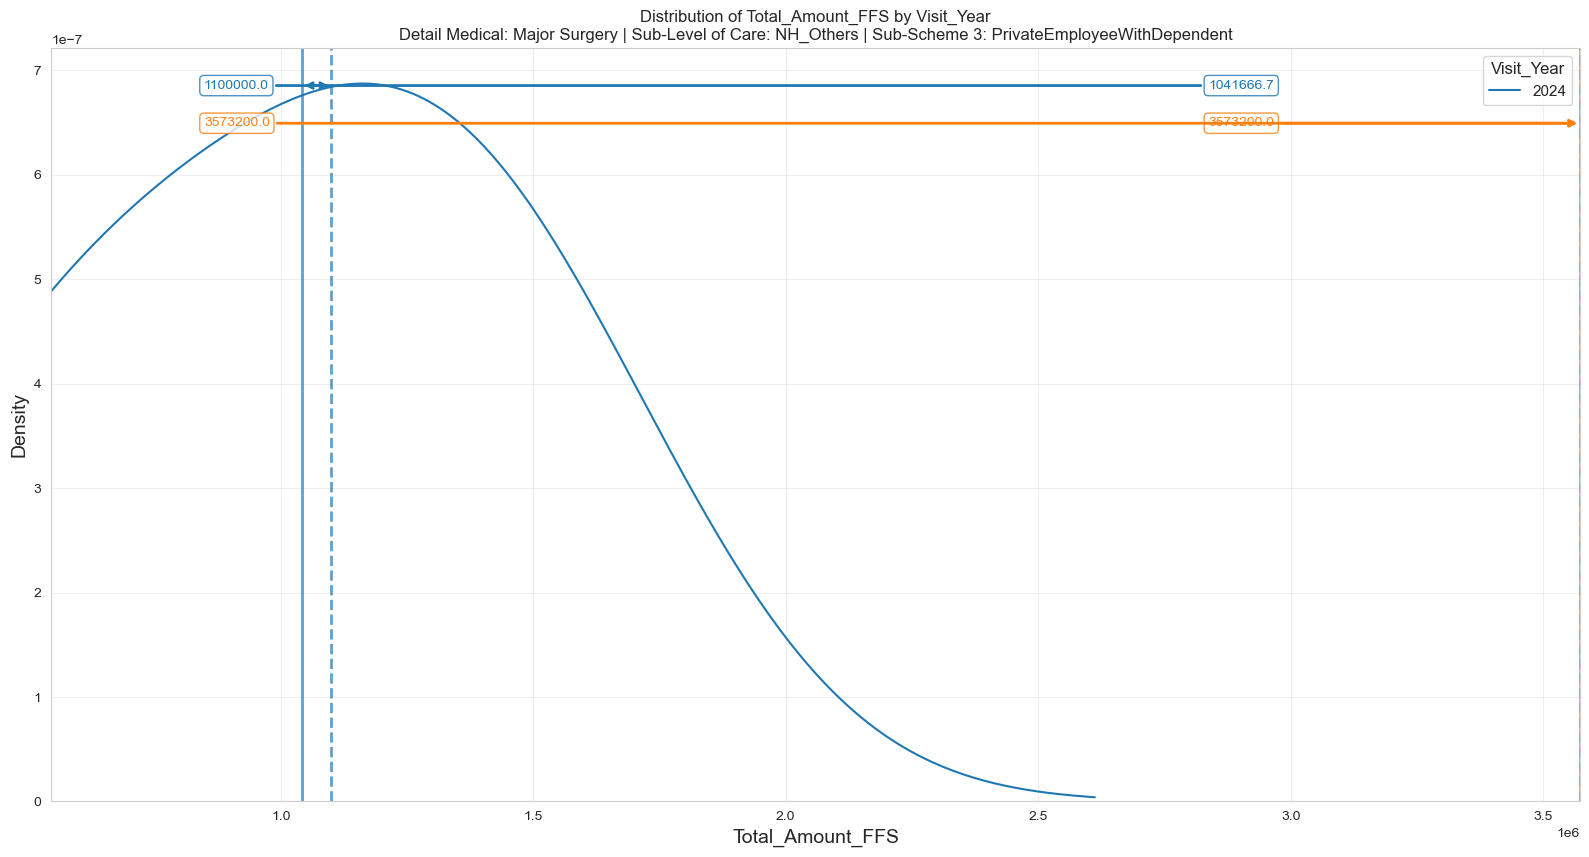 Distribution of Total_Amount_FFS by Visit_Year
Detail Medical: Major Surgery | Sub-Level of Care: NH_Others | Sub-Scheme 3: PrivateEmployeeWithDependent
1e−7
Visit_Year
2024
1100000.0
1041666.7
3573200.0
3573200.0
7
6
5
4
3
2
1
0
Density
1.0
1.5
2.0
2.5
3.0
3.5
1e6
Total_Amount_FFS